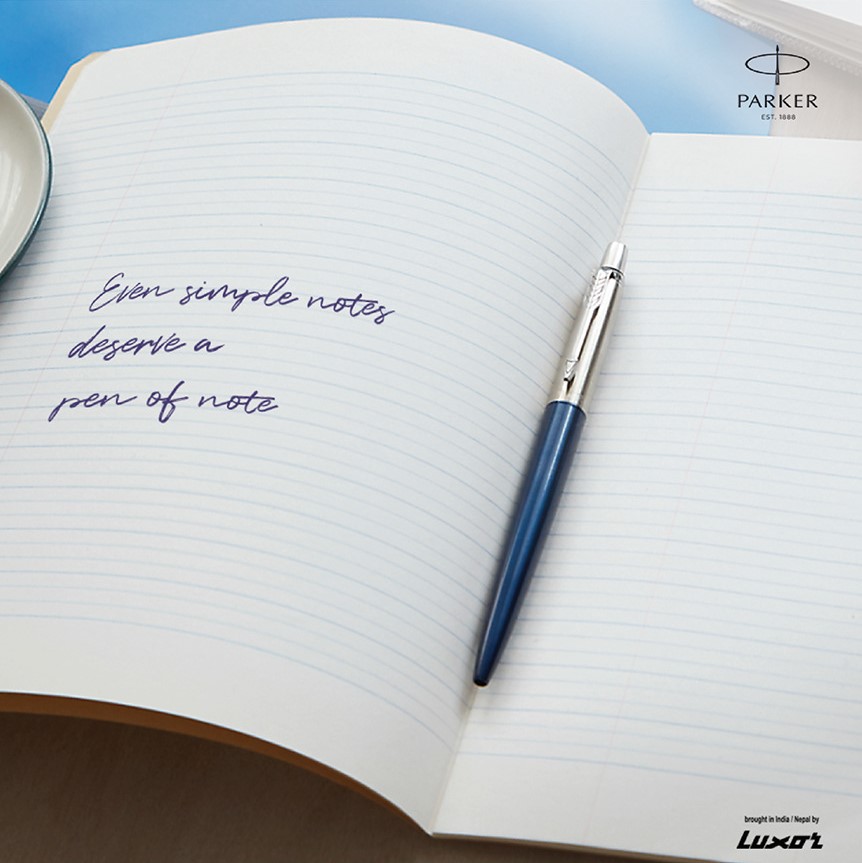 PARKER
EST. 1888
Even simple notes
deserve a
pen of note
brought in India / Nepal by
Luxor